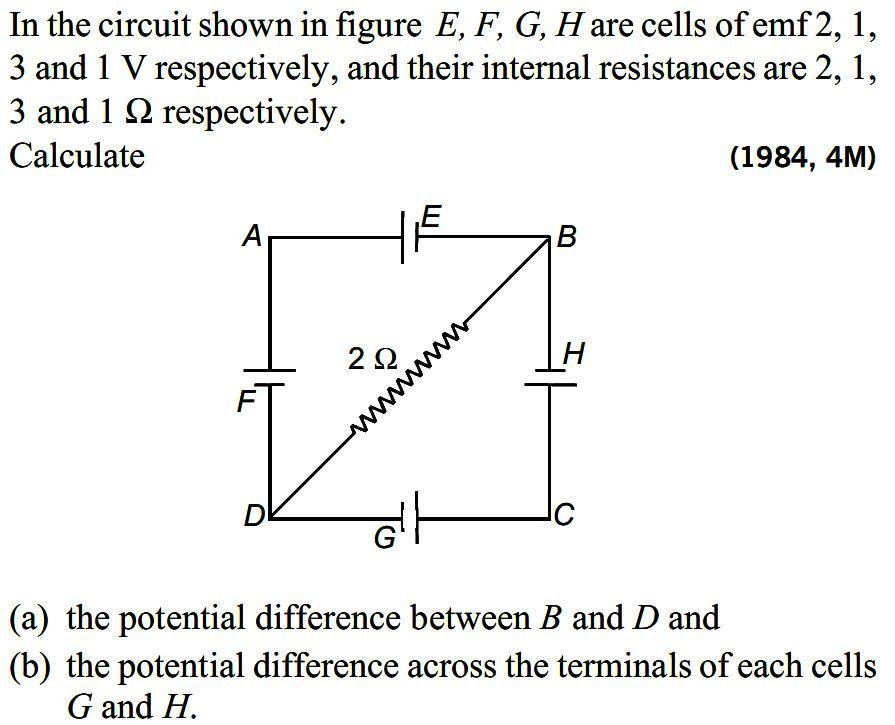 In the circuit shown in figure E, F, G, H are cells of emf 2, 1,
3 and 1 V respectively, and their internal resistances are 2, 1,
3 and 1 Ω respectively.
Calculate (1984, 4M)
E
A
B
2 Ω
H
F
D
G
C
(a) the potential difference between B and D and
(b) the potential difference across the terminals of each cells
G and H.